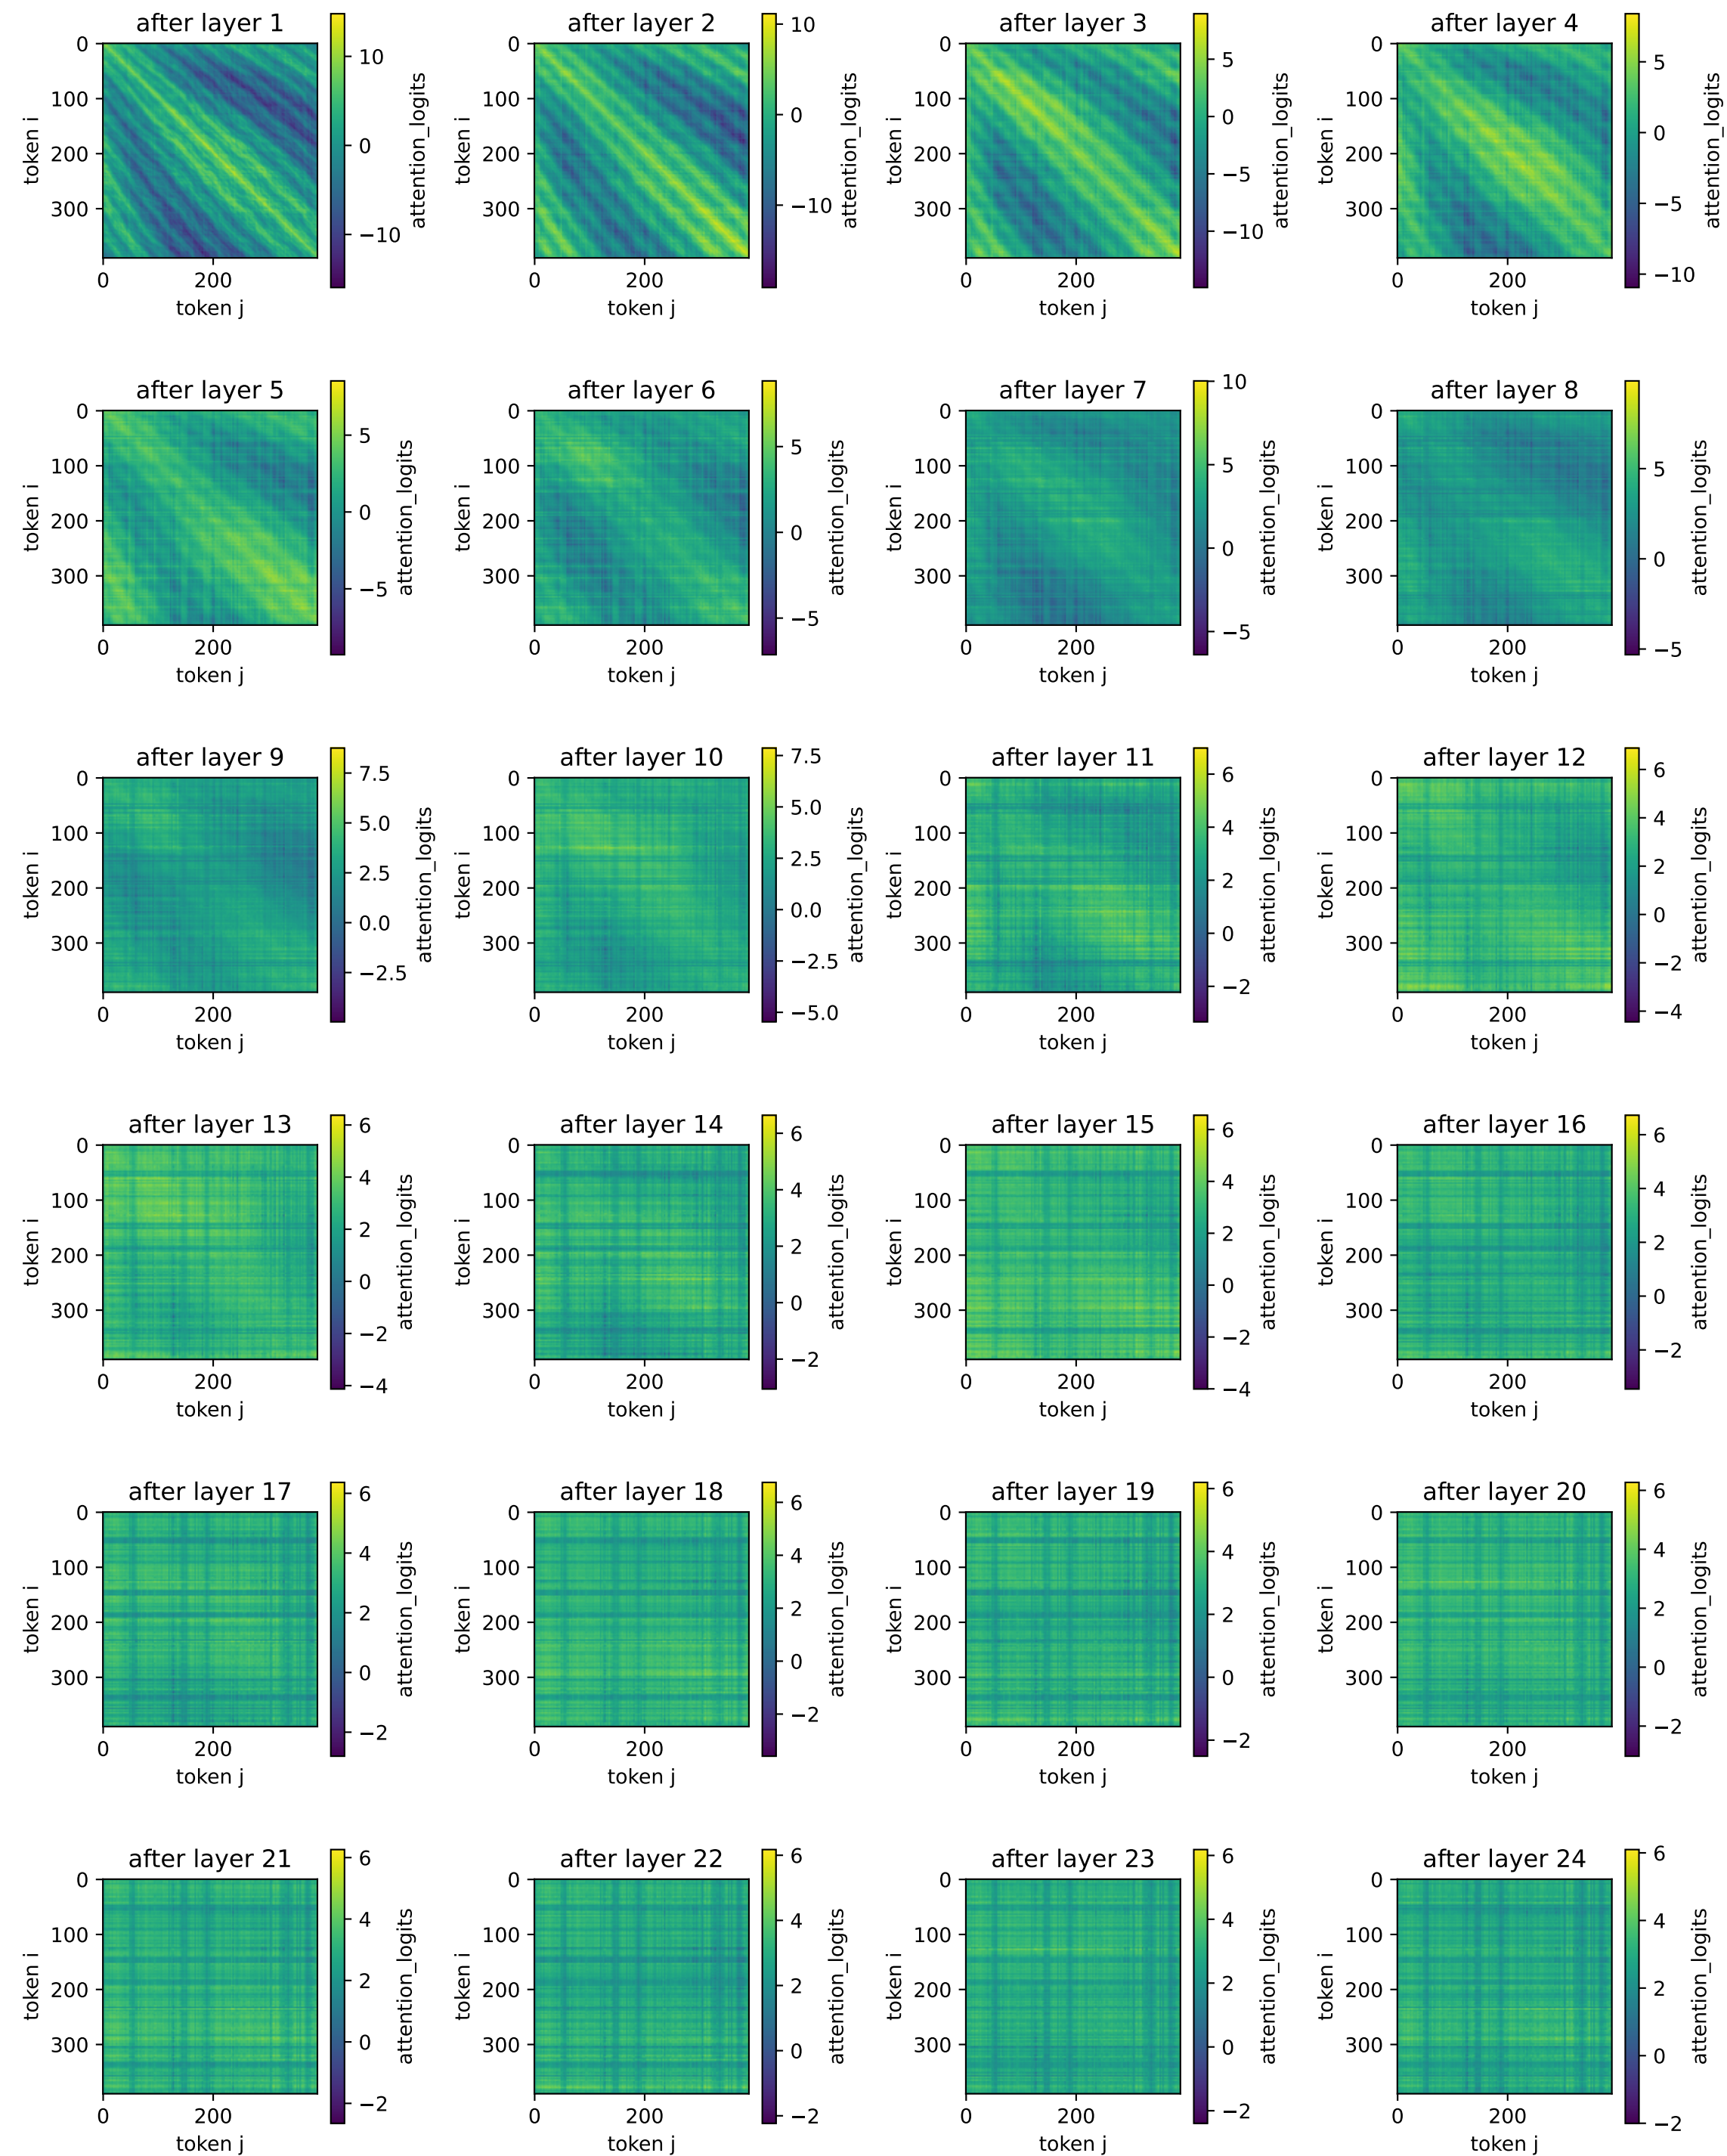 after layer 1
0
100
200
300
token i
0 200
token j
10
0
−10
attention_logits
after layer 2
0
100
200
300
token i
0 200
token j
10
0
−10
attention_logits
after layer 3
0
100
200
300
token i
0 200
token j
5
0
−5
−10
attention_logits
after layer 4
0
100
200
300
token i
0 200
token j
5
0
−5
−10
attention_logits
after layer 5
0
100
200
300
token i
0 200
token j
5
0
−5
attention_logits
after layer 6
0
100
200
300
token i
0 200
token j
5
0
−5
attention_logits
after layer 7
0
100
200
300
token i
0 200
token j
10
5
0
−5
attention_logits
after layer 8
0
100
200
300
token i
0 200
token j
5
0
−5
attention_logits
after layer 9
0
100
200
300
token i
0 200
token j
7.5
5.0
2.5
0.0
−2.5
attention_logits
after layer 10
0
100
200
300
token i
0 200
token j
7.5
5.0
2.5
0.0
−2.5
−5.0
attention_logits
after layer 11
0
100
200
300
token i
0 200
token j
6
4
2
0
−2
attention_logits
after layer 12
0
100
200
300
token i
0 200
token j
6
4
2
0
−2
−4
attention_logits
after layer 13
0
100
200
300
token i
0 200
token j
6
4
2
0
−2
−4
attention_logits
after layer 14
0
100
200
300
token i
0 200
token j
6
4
2
0
−2
attention_logits
after layer 15
0
100
200
300
token i
0 200
token j
6
4
2
0
−2
−4
attention_logits
after layer 16
0
100
200
300
token i
0 200
token j
6
4
2
0
−2
attention_logits
after layer 17
0
100
200
300
token i
0 200
token j
6
4
2
0
−2
attention_logits
after layer 18
0
100
200
300
token i
0 200
token j
6
4
2
0
−2
attention_logits
after layer 19
0
100
200
300
token i
0 200
token j
6
4
2
0
−2
attention_logits
after layer 20
0
100
200
300
token i
0 200
token j
6
4
2
0
−2
attention_logits
after layer 21
0
100
200
300
token i
0 200
token j
6
4
2
0
−2
attention_logits
after layer 22
0
100
200
300
token i
0 200
token j
6
4
2
0
−2
attention_logits
after layer 23
0
100
200
300
token i
0 200
token j
6
4
2
0
−2
attention_logits
after layer 24
0
100
200
300
token i
0 200
token j
6
4
2
0
−2
attention_logits